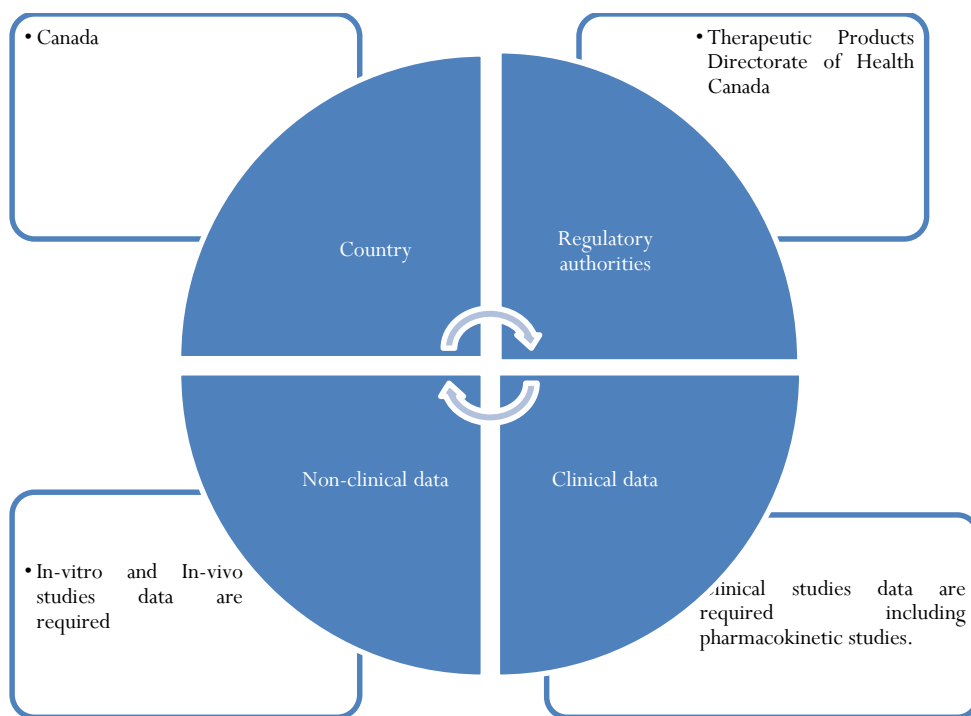 • Canada
• Therapeutic Products
Directorate of Health
Canada
Country
Regulatory
authorities
Non-clinical data
Clinical data
• In-vitro and In-vivo
studies data are
required
studies data are
required including
pharmacokinetic studies.